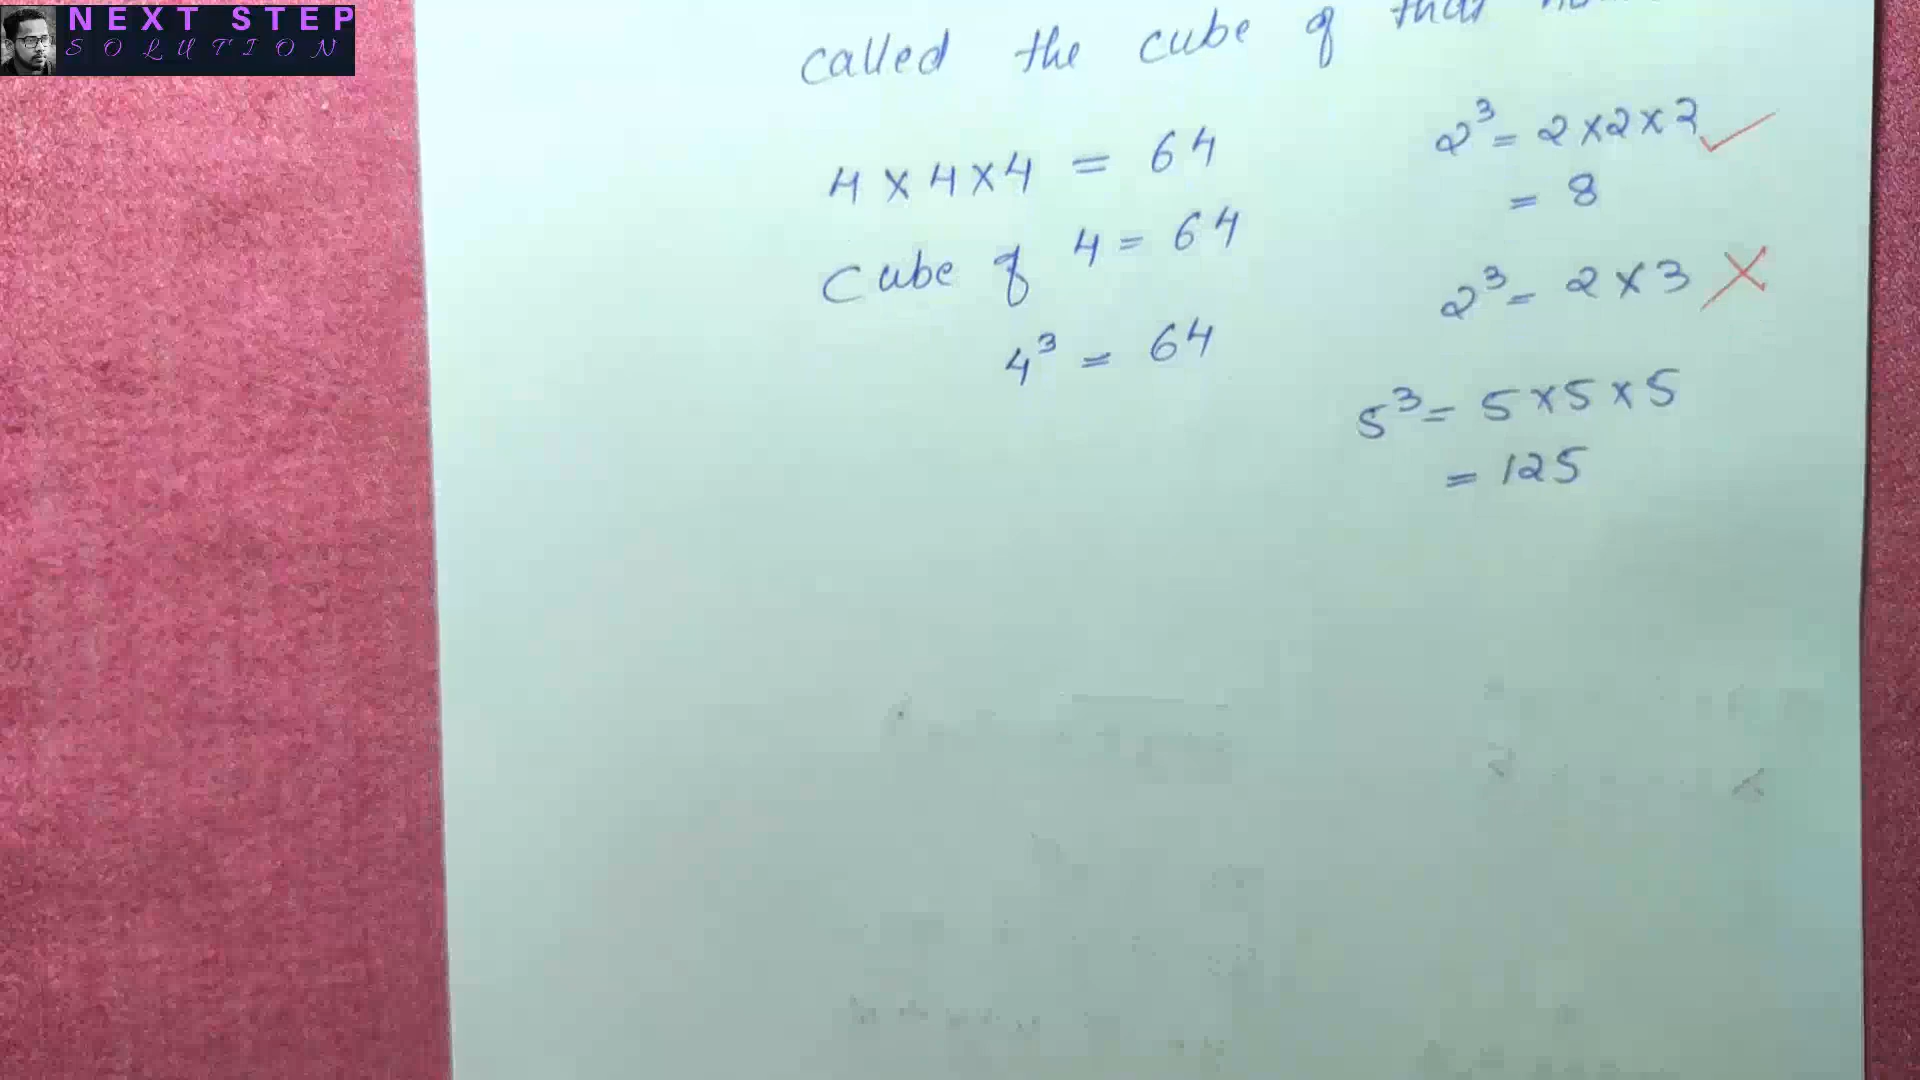 NEXT STEP
SOLUTION
called the cube of that
4 × 4 × 4 = 64
Cube of 4 = 64
4³ = 64
2³ = 2 × 2 × 2 ✓
= 8
2³ = 2 × 3 ✗
5³ = 5 × 5 × 5
= 125